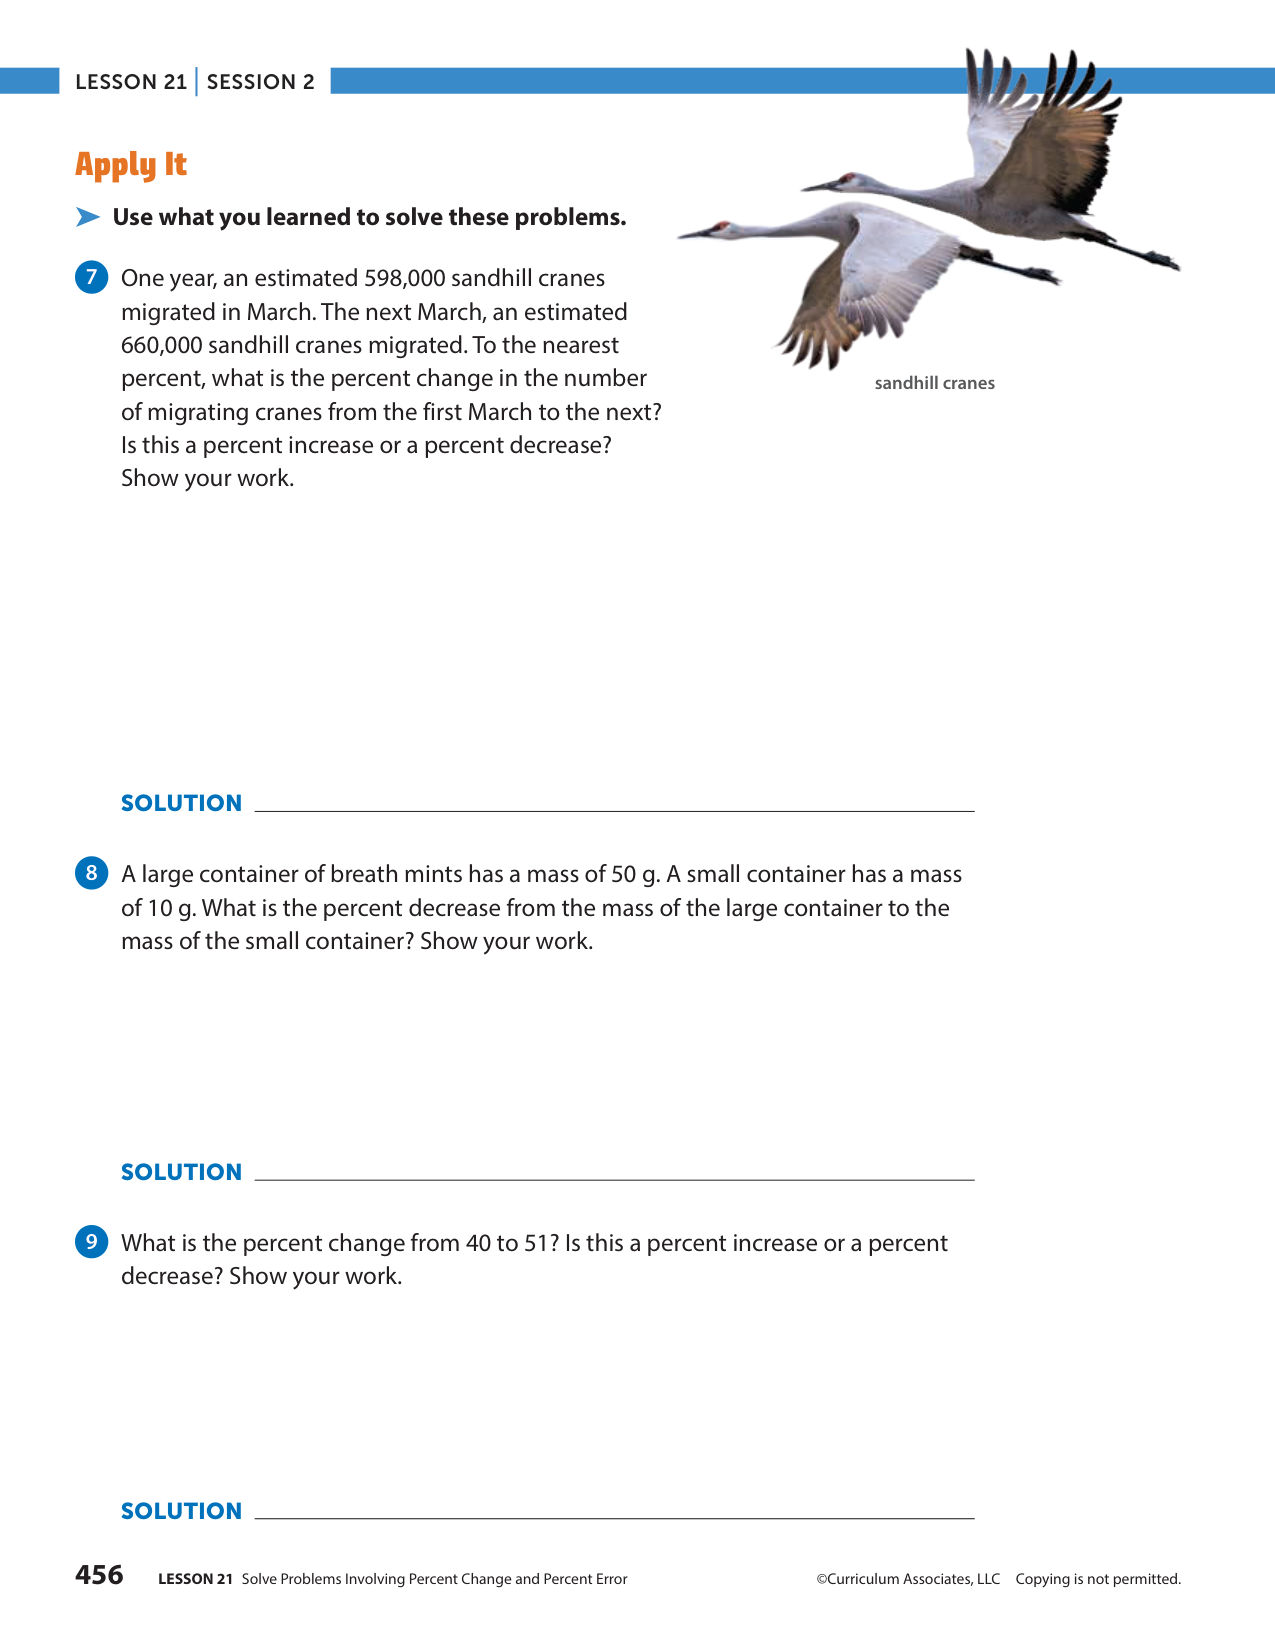 LESSON 21 | SESSION 2
Apply It
Use what you learned to solve these problems.
7 One year, an estimated 598,000 sandhill cranes
migrated in March. The next March, an estimated
660,000 sandhill cranes migrated. To the nearest
percent, what is the percent change in the number
of migrating cranes from the first March to the next?
Is this a percent increase or a percent decrease?
Show your work.
sandhill cranes
SOLUTION
8 A large container of breath mints has a mass of 50 g. A small container has a mass
of 10 g. What is the percent decrease from the mass of the large container to the
mass of the small container? Show your work.
SOLUTION
9 What is the percent change from 40 to 51? Is this a percent increase or a percent
decrease? Show your work.
SOLUTION
456 LESSON 21 Solve Problems Involving Percent Change and Percent Error ©Curriculum Associates, LLC Copying is not permitted.